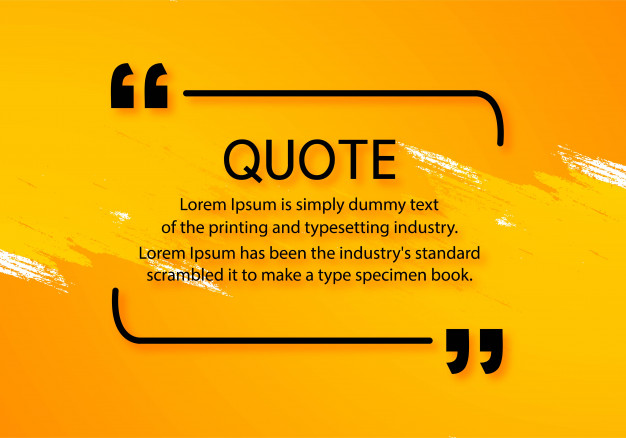 QUOTE
Lorem Ipsum is simply dummy text
of the printing and typesetting industry.
Lorem Ipsum has been the industry's standard
scrambled it to make a type specimen book.